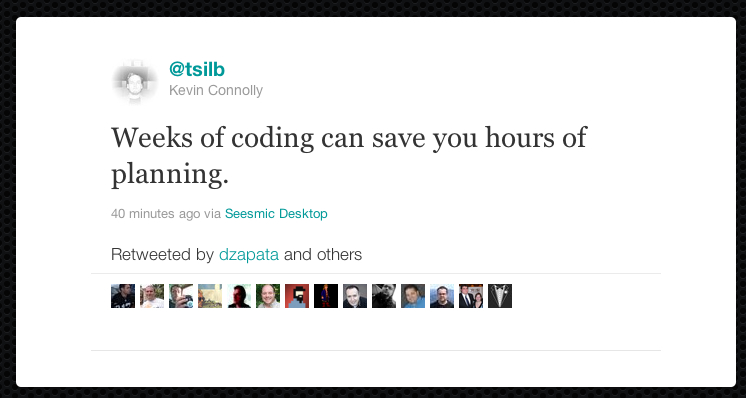 @tsilb
Kevin Connolly
Weeks of coding can save you hours of
planning.
40 minutes ago via Seesmic Desktop
Retweeted by dzapata and others